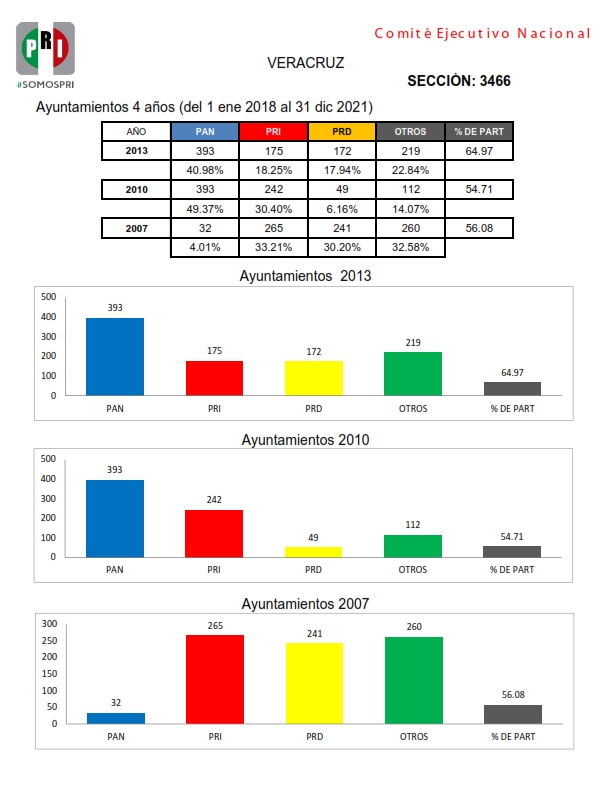 Comité Ejecutivo Nacional
PRI
#SOMOSPRI
VERACRUZ
SECCIÒN: 3466
Ayuntamientos 4 años (del 1 ene 2018 al 31 dic 2021)
AÑO PAN PRI PRD OTROS % DE PART
2013 393 175 172 219 64.97
40.98% 18.25% 17.94% 22.84%
2010 393 242 49 112 54.71
49.37% 30.40% 6.16% 14.07%
2007 32 265 241 260 56.08
4.01% 33.21% 30.20% 32.58%
Ayuntamientos 2013
500
400
300
200
100
0
393
175
172
219
64.97
PAN PRI PRD OTROS % DE PART
Ayuntamientos 2010
500
400
300
200
100
0
393
242
49
112
54.71
PAN PRI PRD OTROS % DE PART
Ayuntamientos 2007
300
250
200
150
100
50
0
32
265
241
260
56.08
PAN PRI PRD OTROS % DE PART